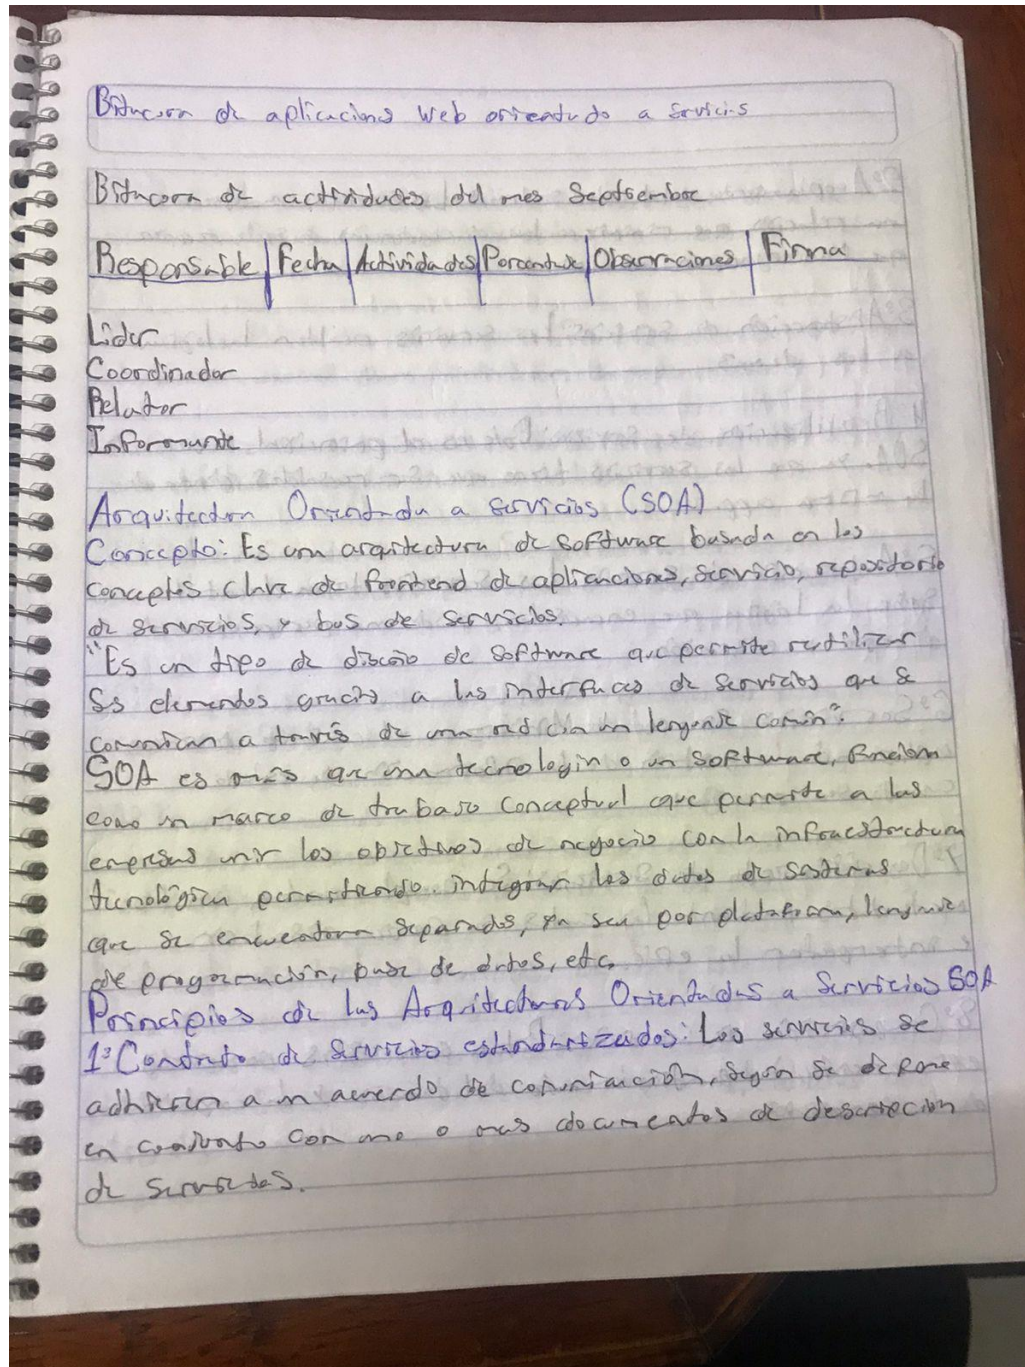 Bitacora de aplicaciones web orientado a servicios
Bitacora de actividades del mes Septiembre
Responsable Fecha Actividades Porcentaje Observaciones Firma
Lider
Coordinador
Relator
Informante
Arquitectura Orientada a servicios (SOA)
Concepto: Es una arquitectura de software basada en los
conceptos clave de frontend de aplicaciones, servicio, repositorio
de servicios, y bus de servicios.
"Es un tipo de diseño de software que permite reutilizar
sus elementos gracias a las interfaces de servicios que se
comunican a través de una red con un lenguaje común".
SOA es más que una tecnologia o un software, funciona
como un marco de trabajo conceptual que permite a las
empresas unir los objetivos de negocio con la infraestructura
tecnológica permitiendo integrar los datos de sistemas
que se encuentran separados, ya sea por plataforma, lenguaje
de programación, base de datos, etc.
Principios de las Arquitecturas Orientadas a Servicios SOA
1° Contrato de Servicios estandarizados: Los servicios se
adhieren a un acuerdo de comunicación, según se define
en conjunto con uno o mas documentos de descripcion
de servicios.